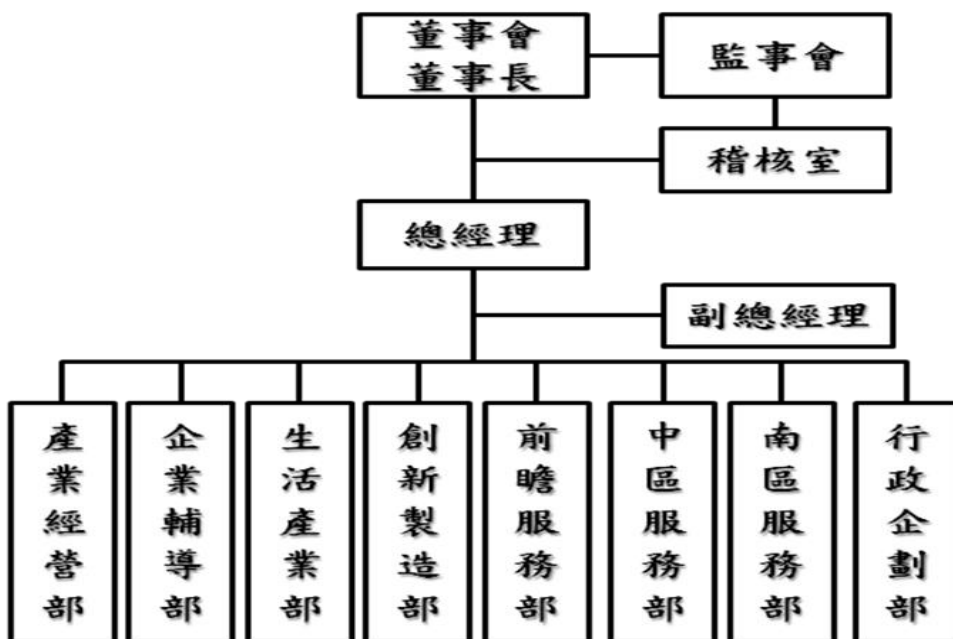 董事會
董事長
監事會
稽核室
總經理
副總經理
產業經營部
企業輔導部
生活產業部
創新製造部
前瞻服務部
中區服務部
南區服務部
行政企劃部